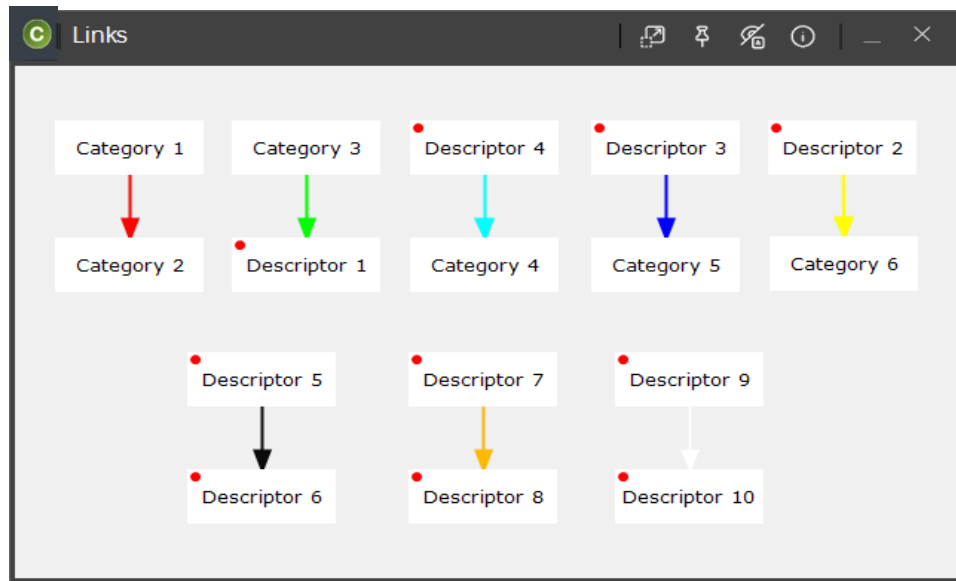 C Links
Category 1 Category 3 Descriptor 4 Descriptor 3 Descriptor 2
Category 2 Descriptor 1 Category 4 Category 5 Category 6
Descriptor 5 Descriptor 7 Descriptor 9
Descriptor 6 Descriptor 8 Descriptor 10